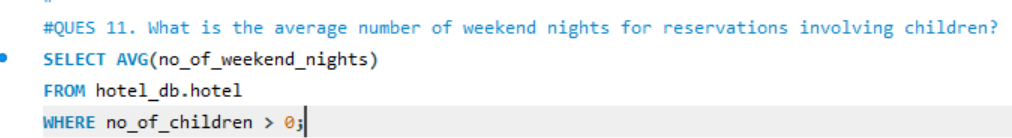 #QUES 11. What is the average number of weekend nights for reservations involving children?
SELECT AVG(no_of_weekend_nights)
FROM hotel_db.hotel
WHERE no_of_children > 0;